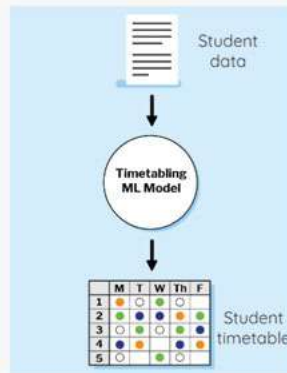 Student
data
Timetabling
ML Model
M T W Th F
1
2
3
4
5
Student
timetable